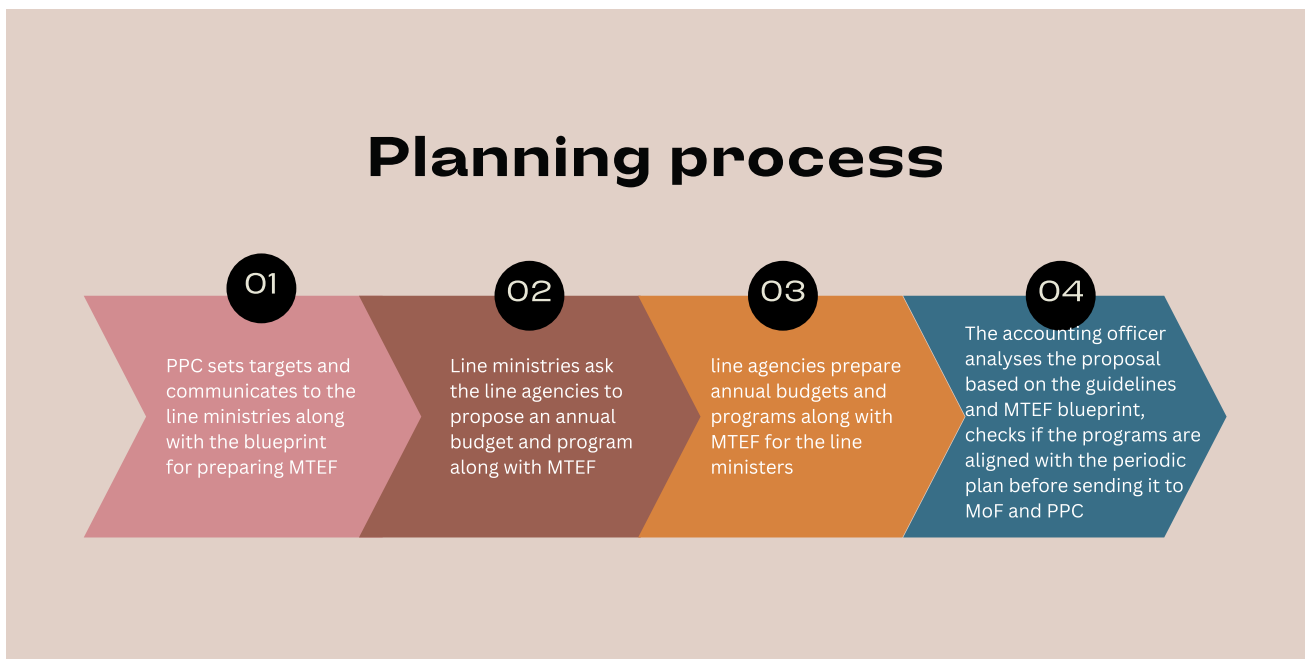 Planning process
01
PPC sets targets and
communicates to the
line ministries along
with the blueprint
for preparing MTEF
02
Line ministries ask
the line agencies to
propose an annual
budget and program
along with MTEF
03
line agencies prepare
annual budgets and
programs along with
MTEF for the line
ministers
04
The accounting officer
analyses the proposal
based on the guidelines
and MTEF blueprint,
checks if the programs are
aligned with the periodic
plan before sending it to
MoF and PPC